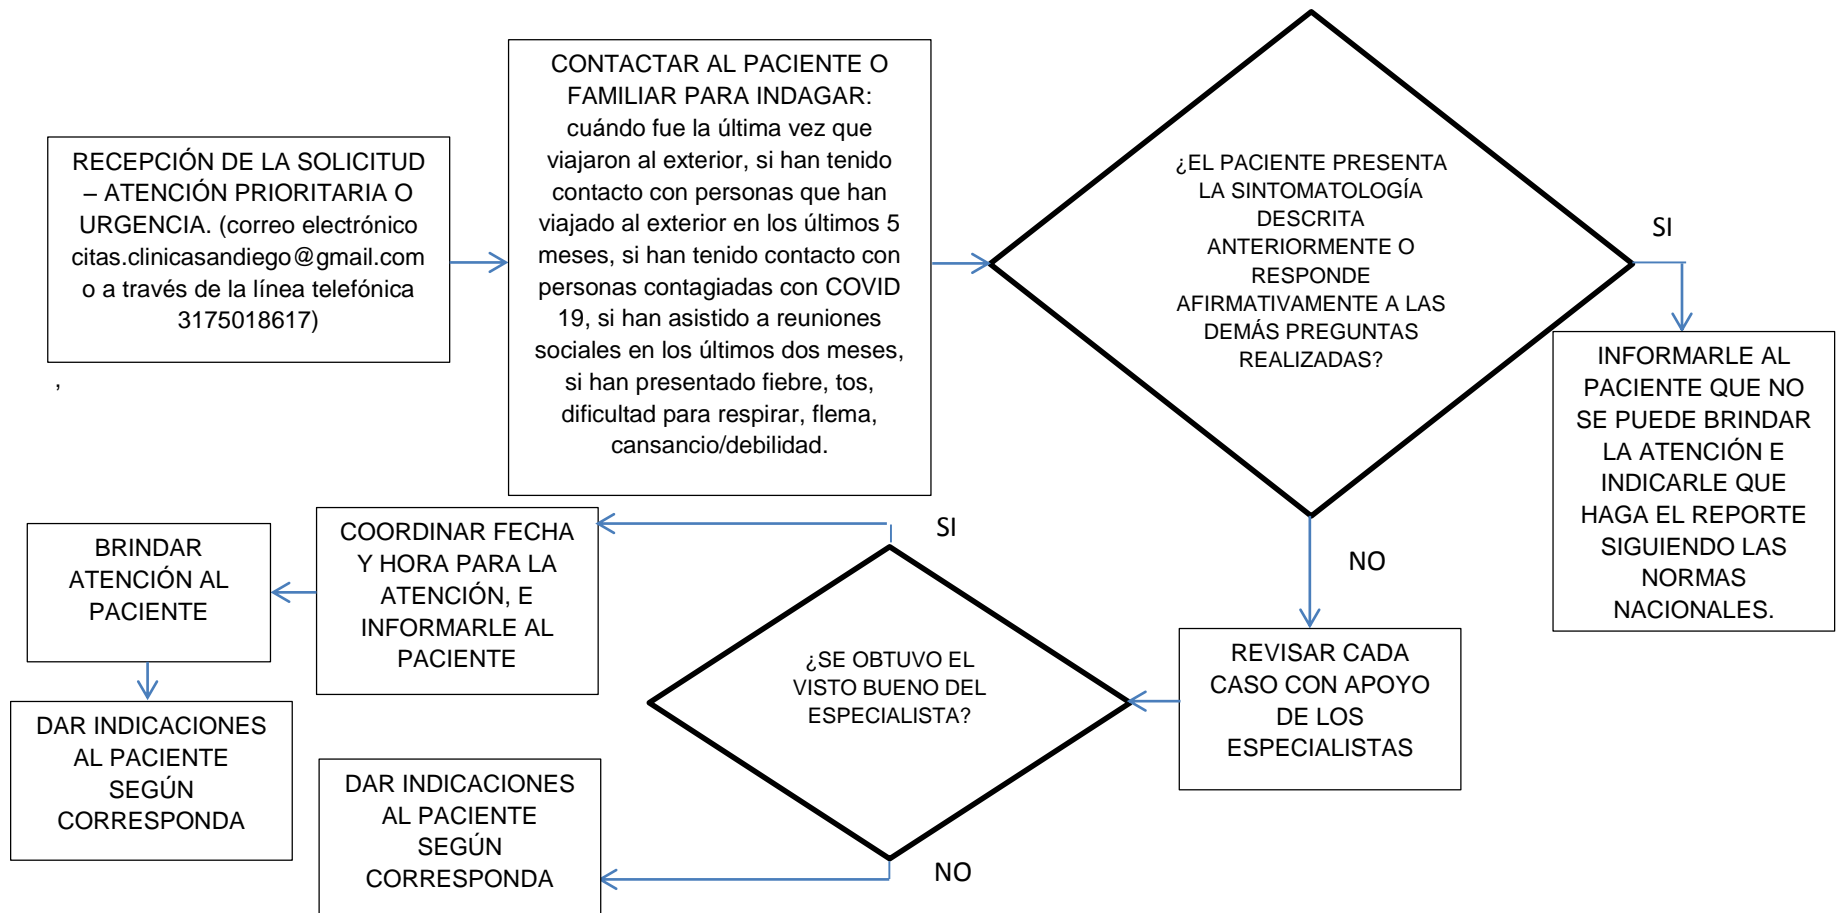 RECEPCIÓN DE LA SOLICITUD
– ATENCIÓN PRIORITARIA O
URGENCIA. (correo electrónico
citas.clinicasandiego@gmail.com
o a través de la línea telefónica
3175018617)
,
CONTACTAR AL PACIENTE O
FAMILIAR PARA INDAGAR:
cuándo fue la última vez que
viajaron al exterior, si han tenido
contacto con personas que han
viajado al exterior en los últimos 5
meses, si han tenido contacto con
personas contagiadas con COVID
19, si han asistido a reuniones
sociales en los últimos dos meses,
si han presentado fiebre, tos,
dificultad para respirar, flema,
cansancio/debilidad.
¿EL PACIENTE PRESENTA
LA SINTOMATOLOGÍA
DESCRITA
ANTERIORMENTE O
RESPONDE
AFIRMATIVAMENTE A LAS
DEMÁS PREGUNTAS
REALIZADAS?
SI
INFORMARLE AL
PACIENTE QUE NO
SE PUEDE BRINDAR
LA ATENCIÓN E
INDICARLE QUE
HAGA EL REPORTE
SIGUIENDO LAS
NORMAS
NACIONALES.
NO
REVISAR CADA
CASO CON APOYO
DE LOS
ESPECIALISTAS
¿SE OBTUVO EL
VISTO BUENO DEL
ESPECIALISTA?
SI
COORDINAR FECHA
Y HORA PARA LA
ATENCIÓN, E
INFORMARLE AL
PACIENTE
BRINDAR
ATENCIÓN AL
PACIENTE
DAR INDICACIONES
AL PACIENTE
SEGÚN
CORRESPONDA
NO
DAR INDICACIONES
AL PACIENTE
SEGÚN
CORRESPONDA